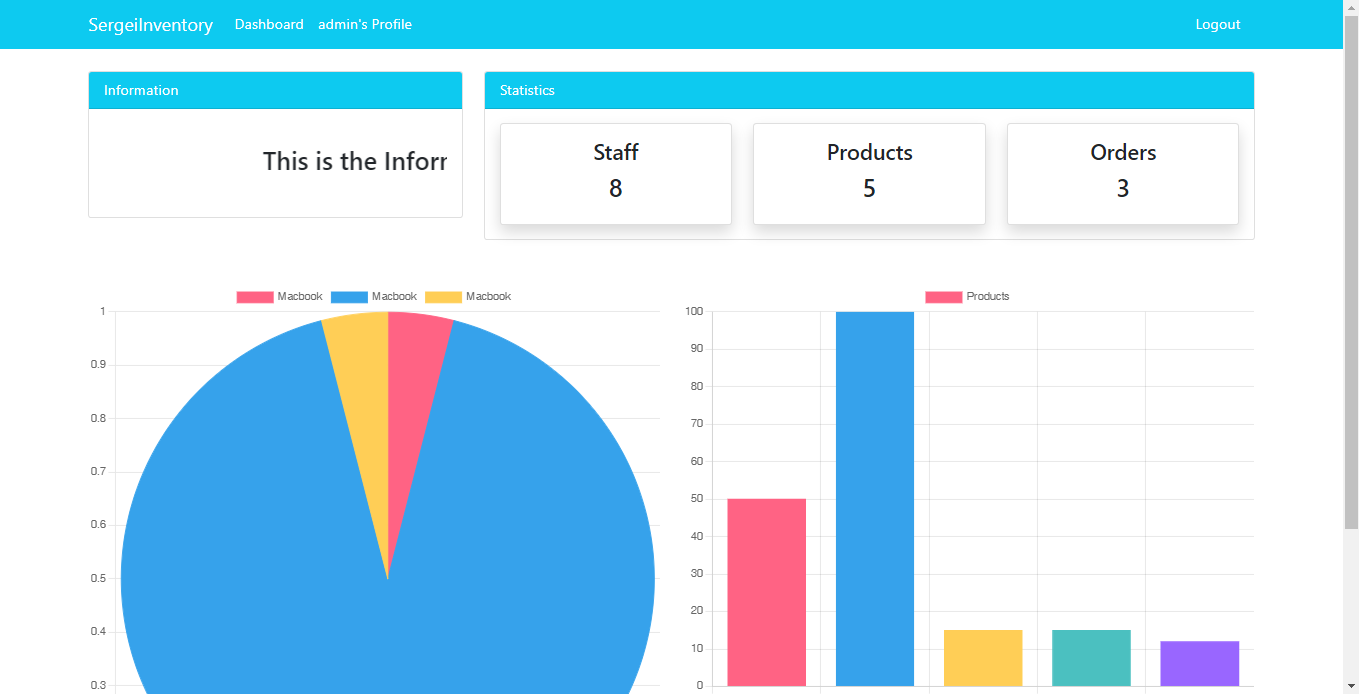 SergeiInventory Dashboard admin's Profile Logout
Information
This is the Inforr
Statistics
Staff
8
Products
5
Orders
3
Macbook Macbook Macbook
1
0.9
0.8
0.7
0.6
0.5
0.4
0.3
Products
100
90
80
70
60
50
40
30
20
10
0